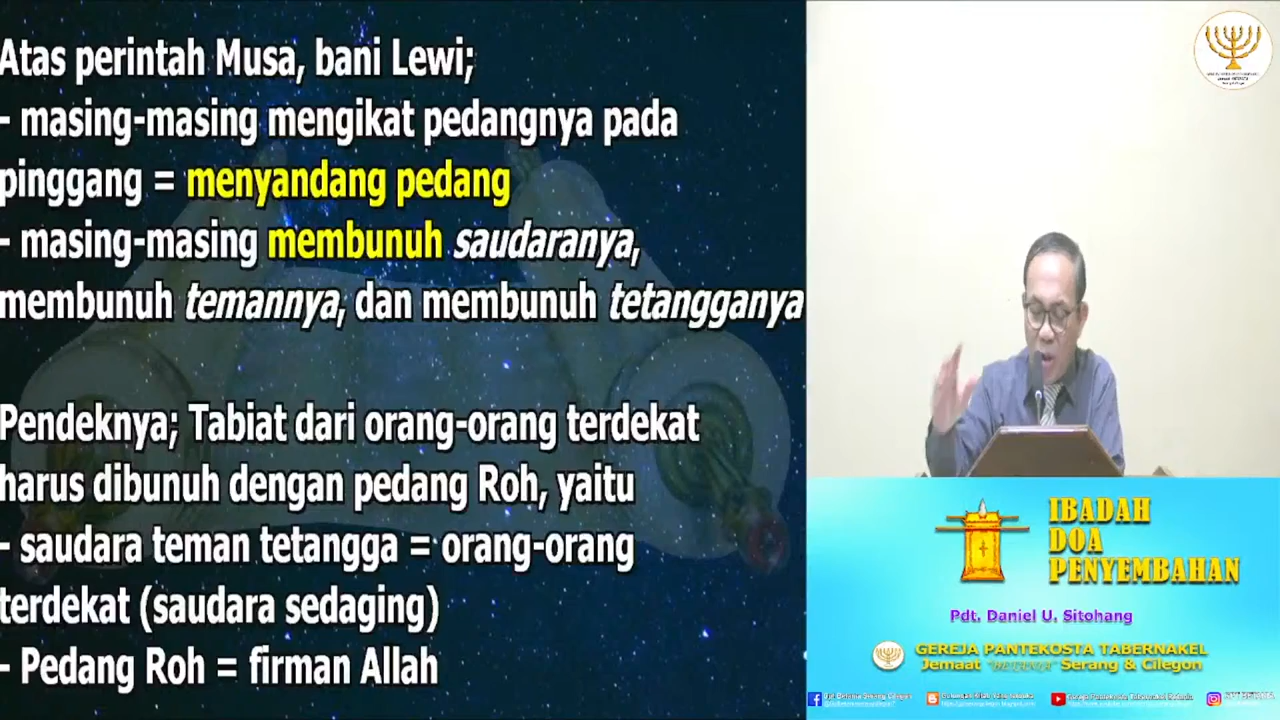 Atas perintah Musa, bani Lewi;
- masing-masing mengikat pedangnya pada
pinggang = menyandang pedang
- masing-masing membunuh saudaranya,
membunuh temannya, dan membunuh tetangganya
Pendeknya; Tabiat dari orang-orang terdekat
harus dibunuh dengan pedang Roh, yaitu
- saudara teman tetangga = orang-orang
terdekat (saudara sedaging)
- Pedang Roh = firman Allah
IBADAH
DOA
PENYEMBAHAN
Pdt. Daniel U. Sitohang
GEREJA PANTEKOSTA TABERNAKEL
Jemaat "BETANIA" Serang & Cilegon